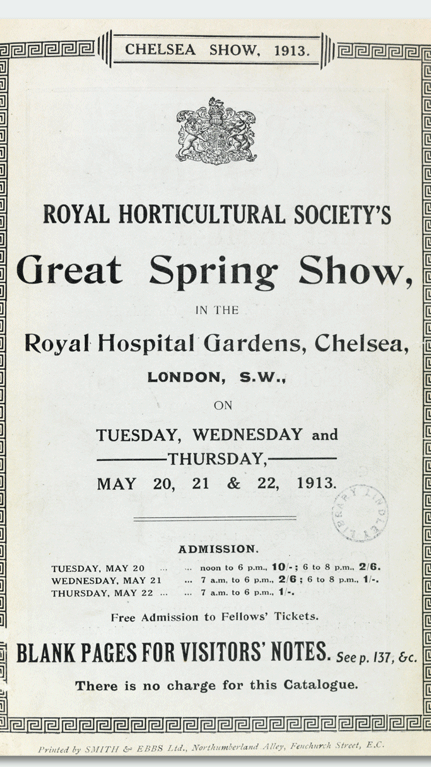 CHELSEA SHOW, 1913.
ROYAL HORTICULTURAL SOCIETY'S
Great Spring Show,
IN THE
Royal Hospital Gardens, Chelsea,
LONDON, S.W.,
ON
TUESDAY, WEDNESDAY and
THURSDAY,
MAY 20, 21 & 22, 1913.
LIBRARY LINDLEY
ADMISSION.
TUESDAY, MAY 20 ... ... noon to 6 p.m., 10/-; 6 to 8 p.m., 2/6.
WEDNESDAY, MAY 21 ... 7 a.m. to 6 p.m., 2/6; 6 to 8 p.m., 1/-.
THURSDAY, MAY 22 ... ... 7 a.m. to 6 p.m., 1/-.
Free Admission to Fellows' Tickets.
BLANK PAGES FOR VISITORS' NOTES. See p. 137, &c.
There is no charge for this Catalogue.
Printed by SMITH & EBBS Ltd., Northumberland Alley, Fenchurch Street, E.C.